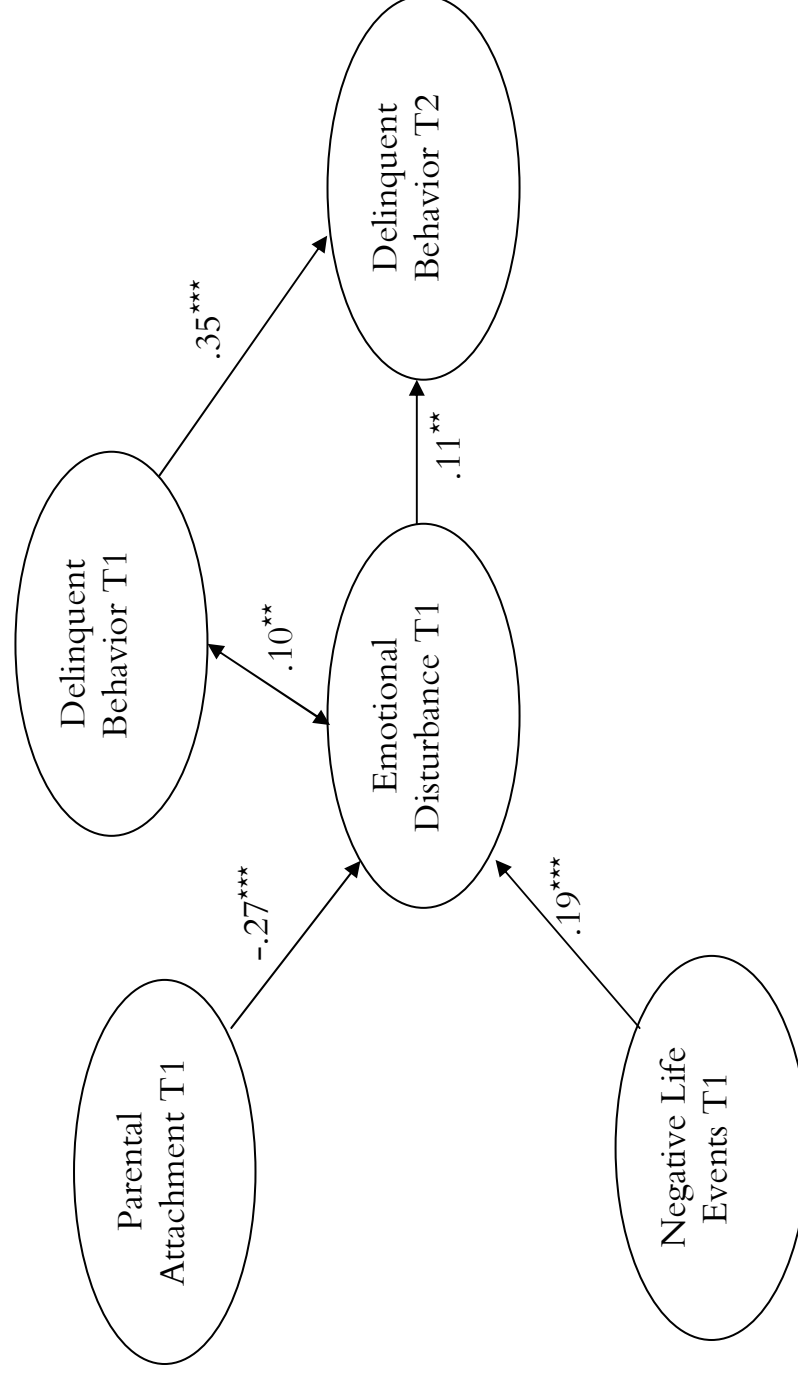 Parental
Attachment T1
-.27***
Delinquent
Behavior T1
.35***
.10**
Emotional
Disturbance T1
.11**
Delinquent
Behavior T2
Negative Life
Events T1
.19***